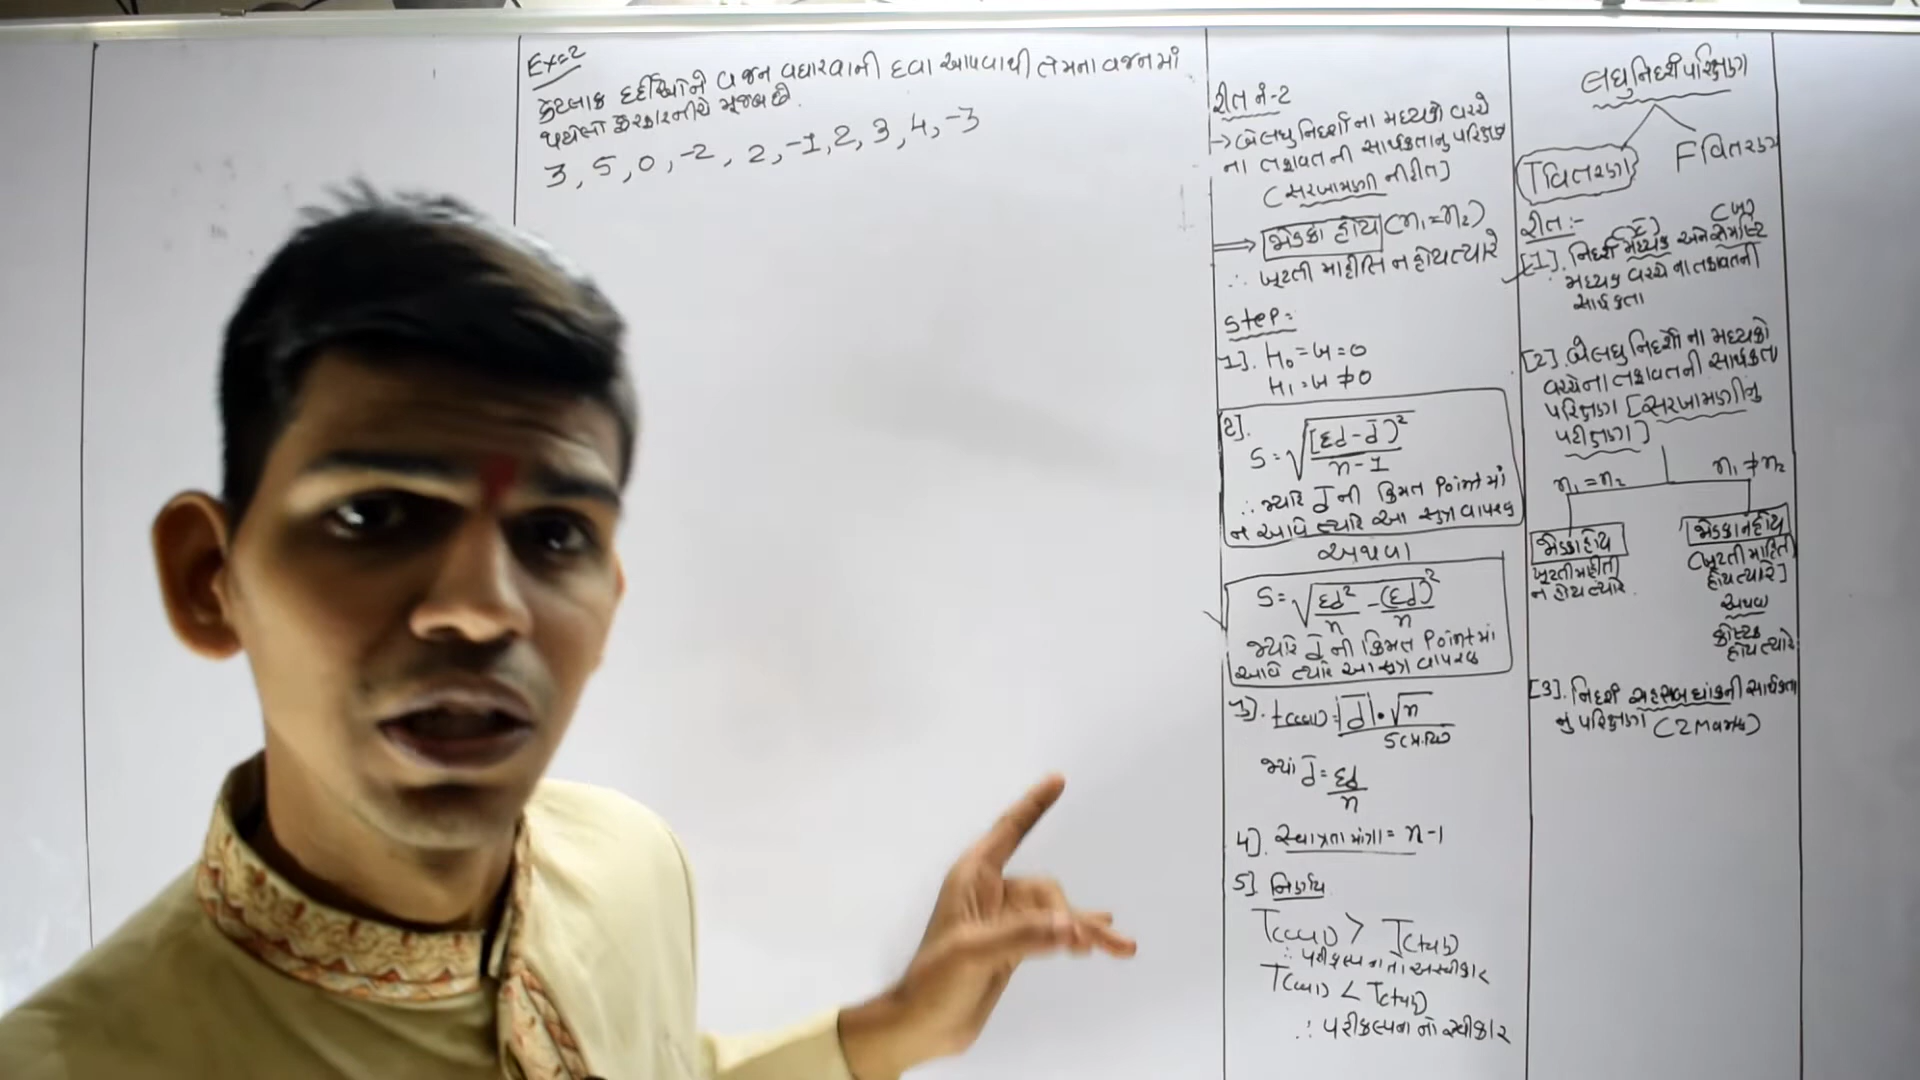 Ex=2
કેટલાક દર્દીઓને વજન વધારવાની દવા આપવાથી તેમના વજનમાં
થયેલો ફેરફાર નીચે મુજબ છે.
3, 5, 0, -2, 2, -1, 2, 3, 4, -3
રીત નં-2
→ બે લઘુ નિદર્શોના મધ્યકો વચ્ચે
ના તફાવતની સાર્થકતાનું પરિક્ષણ
(સરખામણીની રીત]
⇒ જોડકા હોય (n₁=n₂)
∴ ખૂટતી માહીતિ ન હોય ત્યારે
Step:
1]. H₀ = μ = 0
H₁ = μ ≠ 0
2].
S = √[Σd - d̄)² / n-1
∴ જ્યારે d̄ ની કિંમત Point માં
ન આવે ત્યારે આ સૂત્ર વાપરવું
અથવા
S = √Σd²/n - (Σd)²/n
જ્યારે d̄ ની કિંમત Point માં
આવે ત્યારે આ સૂત્ર વાપરવું
3]. t(cal) = |d̄| · √n / S(પ્ર.વિ)
જ્યાં d̄ = Σd/n
4]. સ્વાત્રતા માત્રા = n-1
5] નિર્ણય
T(cal) > T(tab)
∴ પરીકલ્પનાનો અસ્વીકાર
T(cal) < T(tab)
∴ પરીકલ્પનાનો સ્વીકાર
લઘુ નિદર્શ પરિક્ષણ
T વિતરણ F વિતરણ
રીત :-
[1]. નિદર્શ મધ્યક અને સમષ્ટિ
મધ્યક વચ્ચેના તફાવતની
સાર્થકતા
[2]. બે લઘુ નિદર્શોના મધ્યકો
વચ્ચેના તફાવતની સાર્થકતા
પરિક્ષણ [સરખામણીનું
પરીક્ષણ]
n₁ = n₂ n₁ ≠ n₂
જોડકા હોય
ખૂટતી માહીતી
ન હોય ત્યારે.
જોડકા ન હોય
(ખૂટતી માહિતી
હોય ત્યારે]
અથવા
કોષ્ટક
હોય ત્યારે
[3]. નિદર્શ સહસંબધાંકની સાર્થકતા
નું પરિક્ષણ (2 Marks)